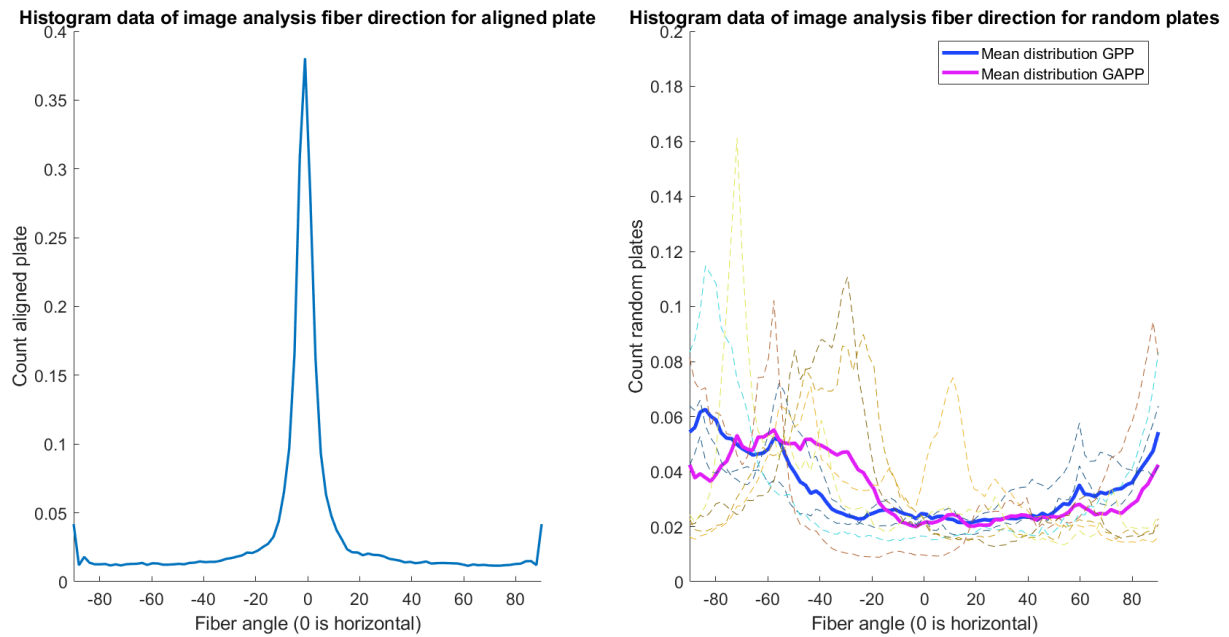 Histogram data of image analysis fiber direction for aligned plate
0.4
0.35
0.3
0.25
0.2
0.15
0.1
0.05
0
Count aligned plate
-80 -60 -40 -20 0 20 40 60 80
Fiber angle (0 is horizontal)
Histogram data of image analysis fiber direction for random plates
0.2
0.18
0.16
0.14
0.12
0.1
0.08
0.06
0.04
0.02
0
Count random plates
Mean distribution GPP
Mean distribution GAPP
-80 -60 -40 -20 0 20 40 60 80
Fiber angle (0 is horizontal)